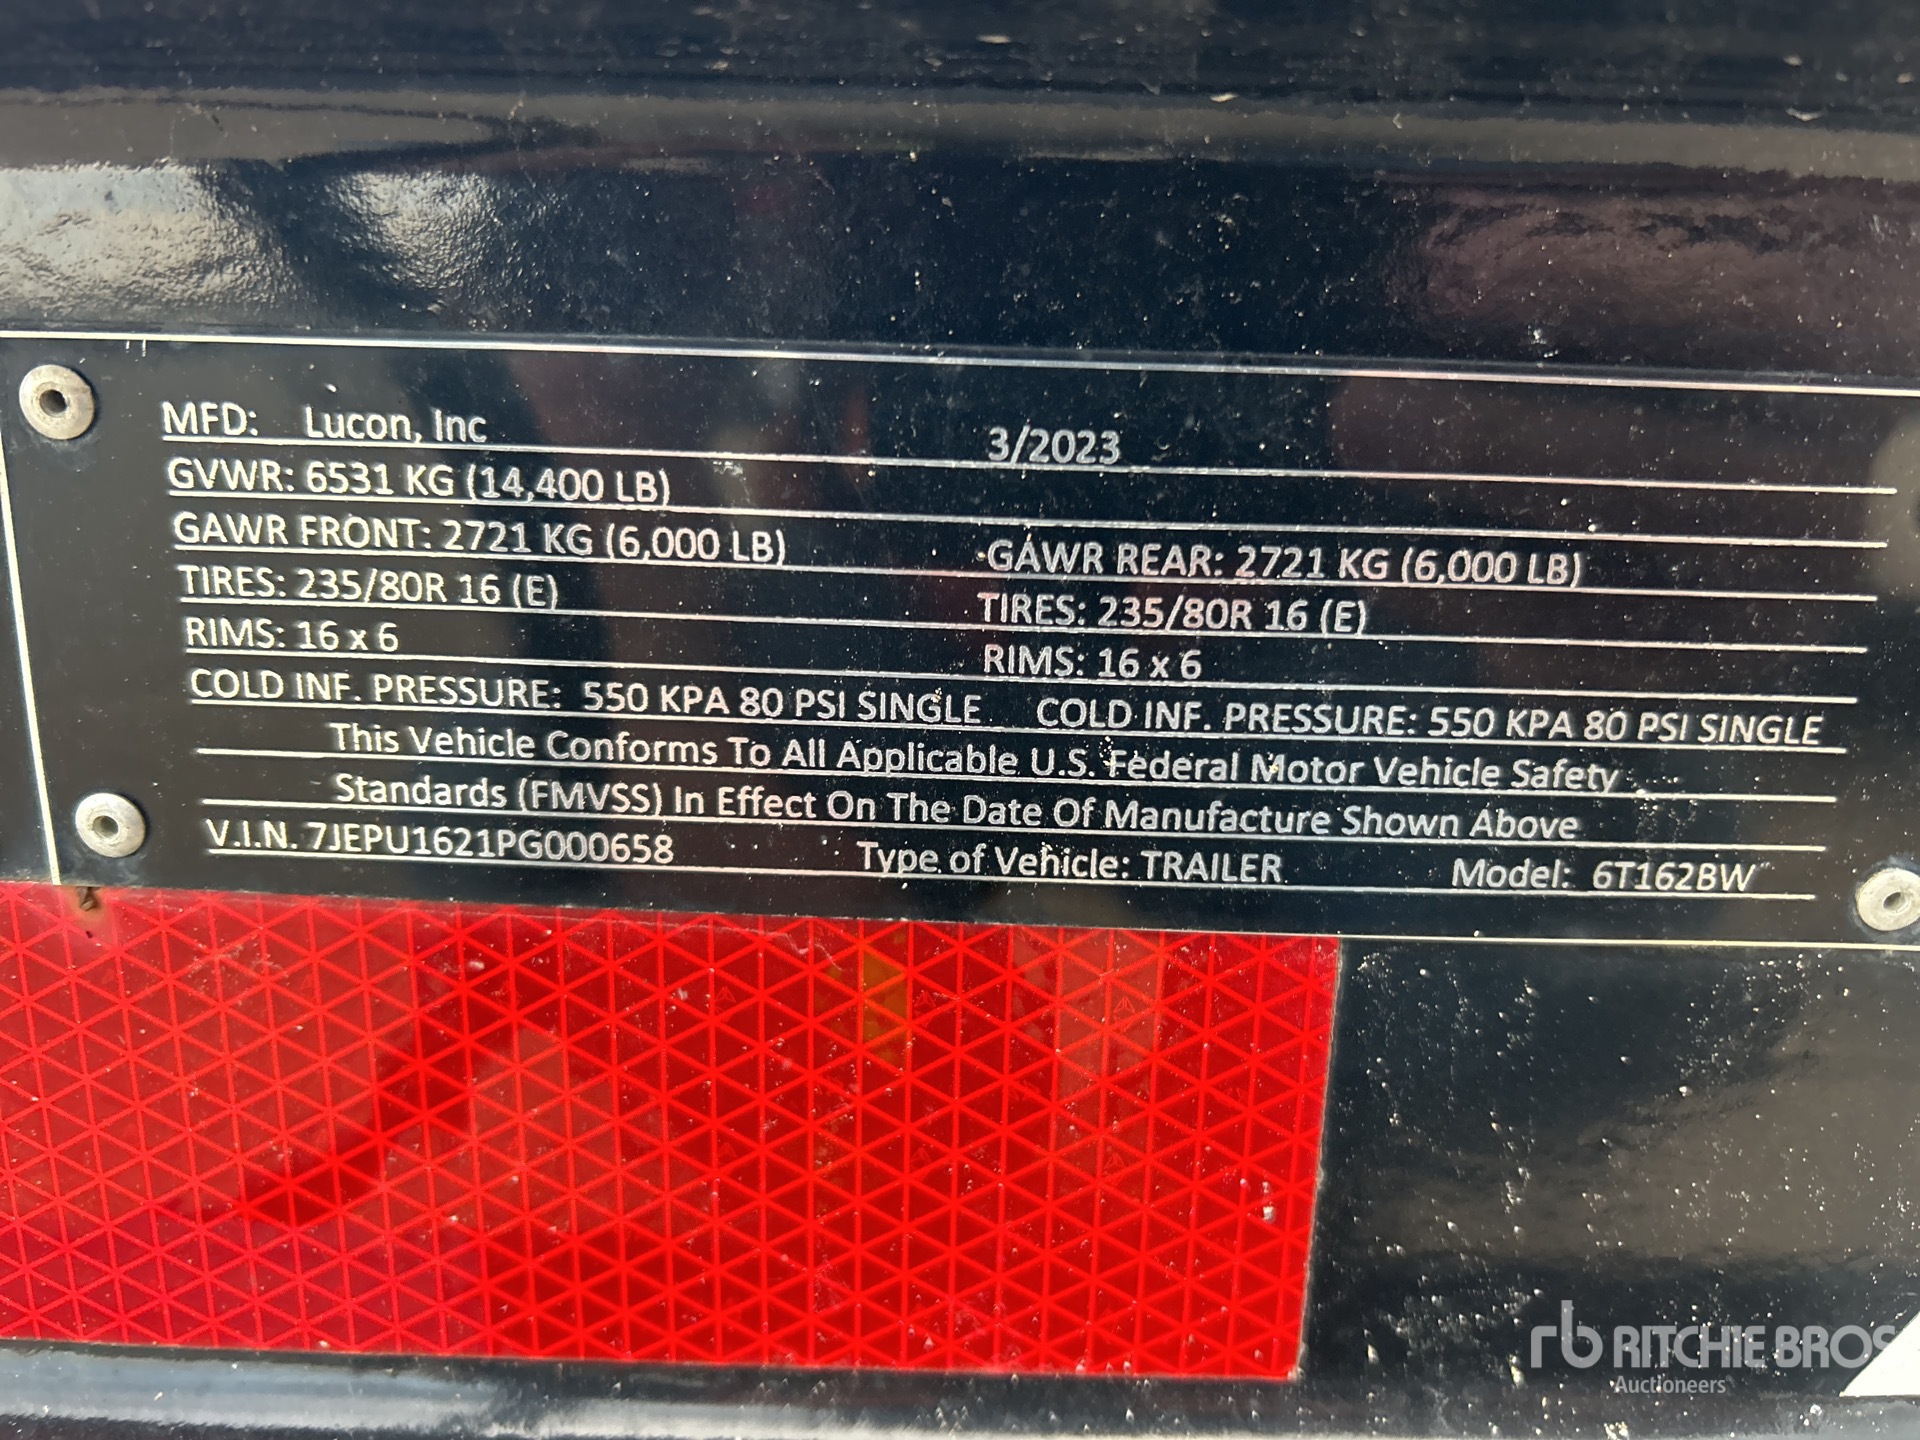 MFD: Lucon, Inc 3/2023
GVWR: 6531 KG (14,400 LB)
GAWR FRONT: 2721 KG (6,000 LB) GAWR REAR: 2721 KG (6,000 LB)
TIRES: 235/80R 16 (E) TIRES: 235/80R 16 (E)
RIMS: 16 x 6 RIMS: 16 x 6
COLD INF. PRESSURE: 550 KPA 80 PSI SINGLE COLD INF. PRESSURE: 550 KPA 80 PSI SINGLE
This Vehicle Conforms To All Applicable U.S. Federal Motor Vehicle Safety
Standards (FMVSS) In Effect On The Date Of Manufacture Shown Above
V.I.N. 7JEPU1621PG000658 Type of Vehicle: TRAILER Model: 6T162BW
rb RITCHIE BROS
Auctioneers